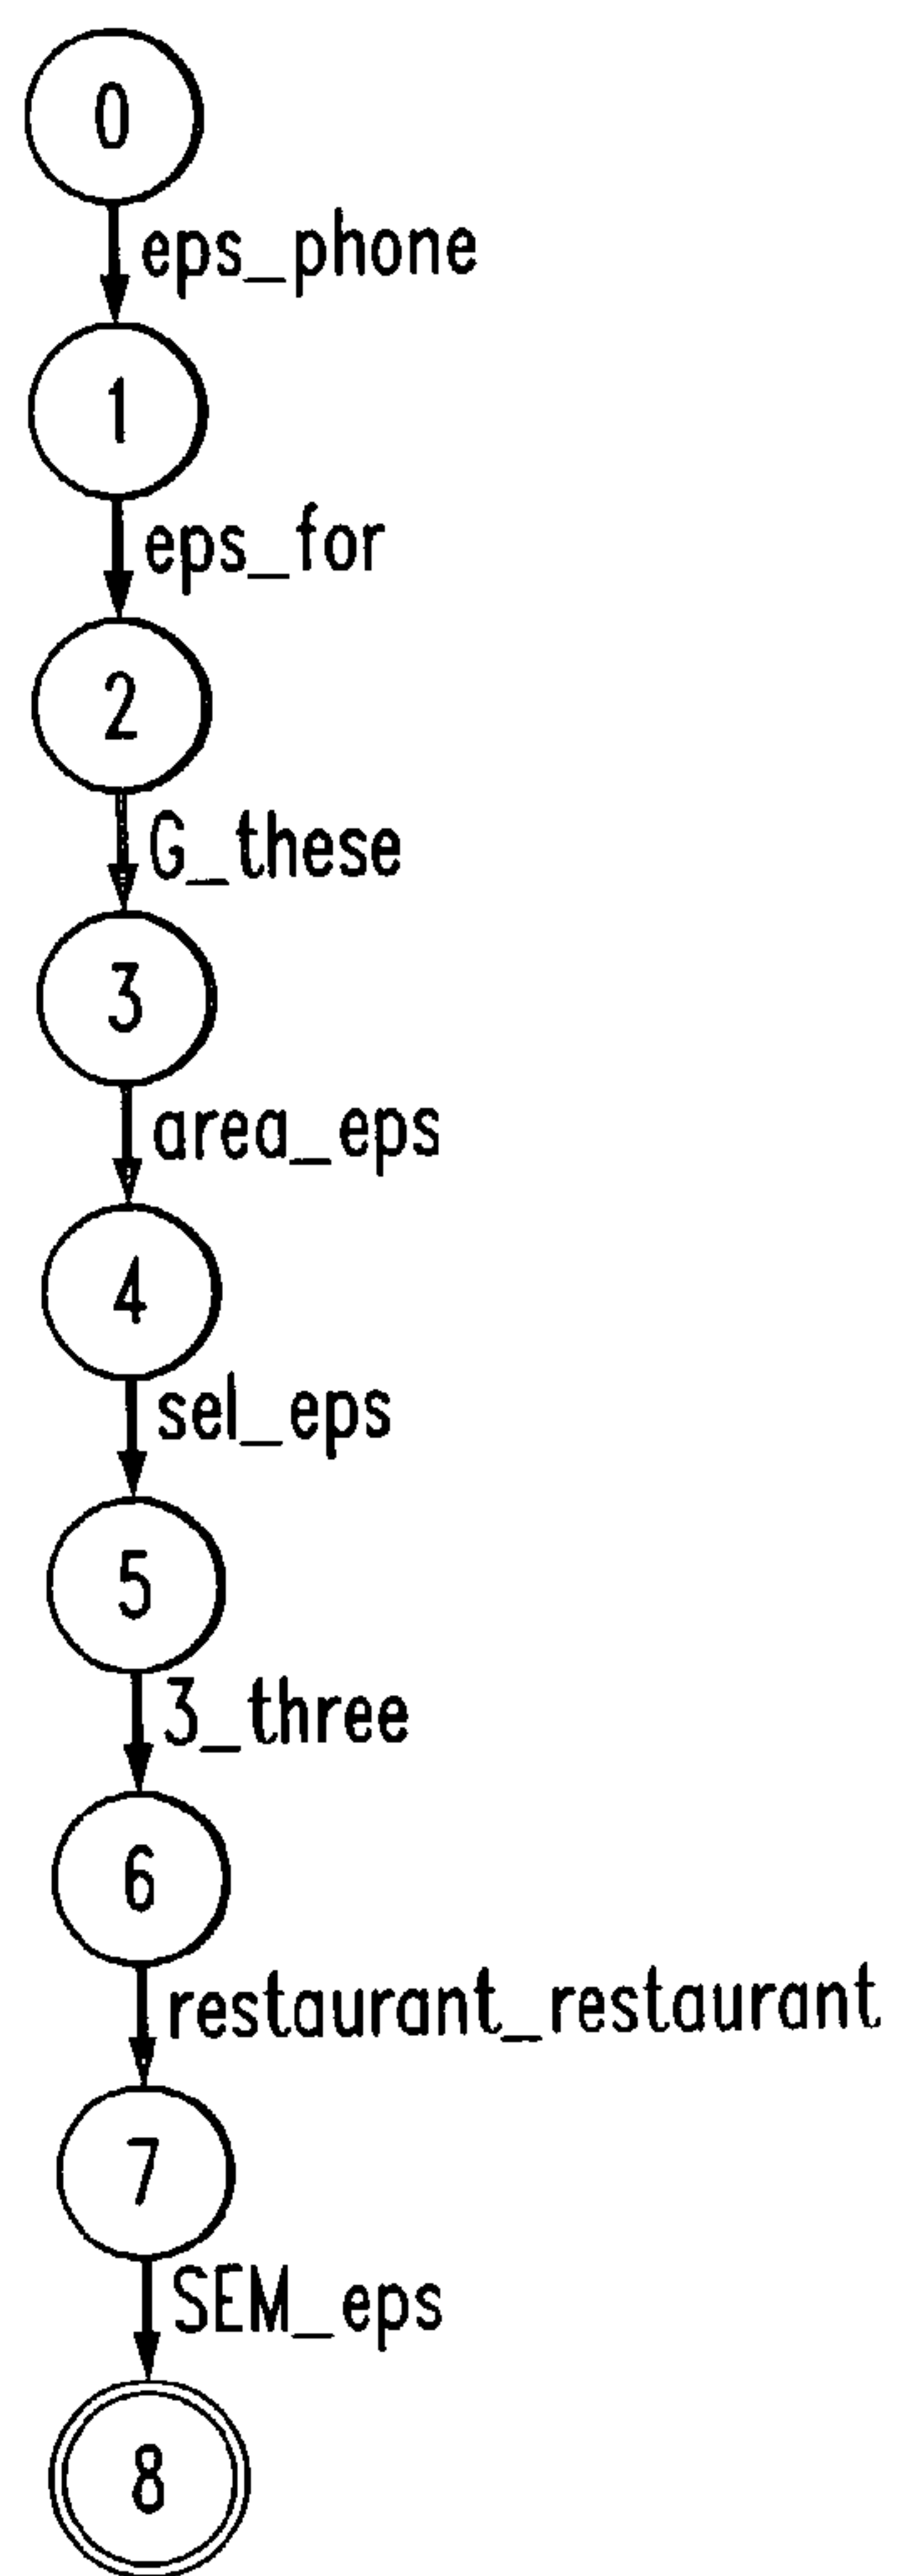 0
eps_phone
1
eps_for
2
G_these
3
area_eps
4
sel_eps
5
3_three
6
restaurant_restaurant
7
SEM_eps
8